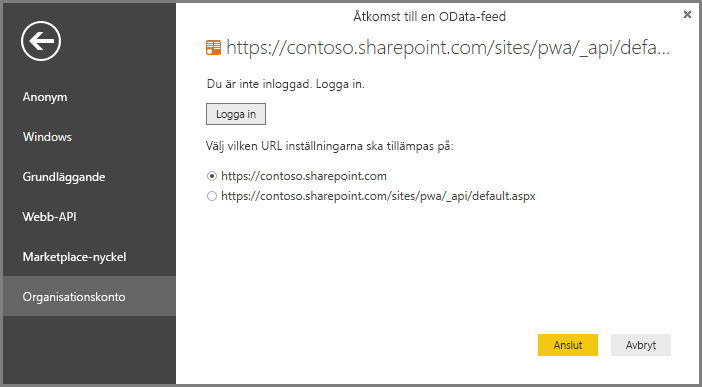 Åtkomst till en OData-feed
https://contoso.sharepoint.com/sites/pwa/_api/defa...
Du är inte inloggad. Logga in.
Logga in
Välj vilken URL inställningarna ska tillämpas på:
https://contoso.sharepoint.com
https://contoso.sharepoint.com/sites/pwa/_api/default.aspx
Anonym
Windows
Grundläggande
Webb-API
Marketplace-nyckel
Organisationskonto
Anslut
Avbryt